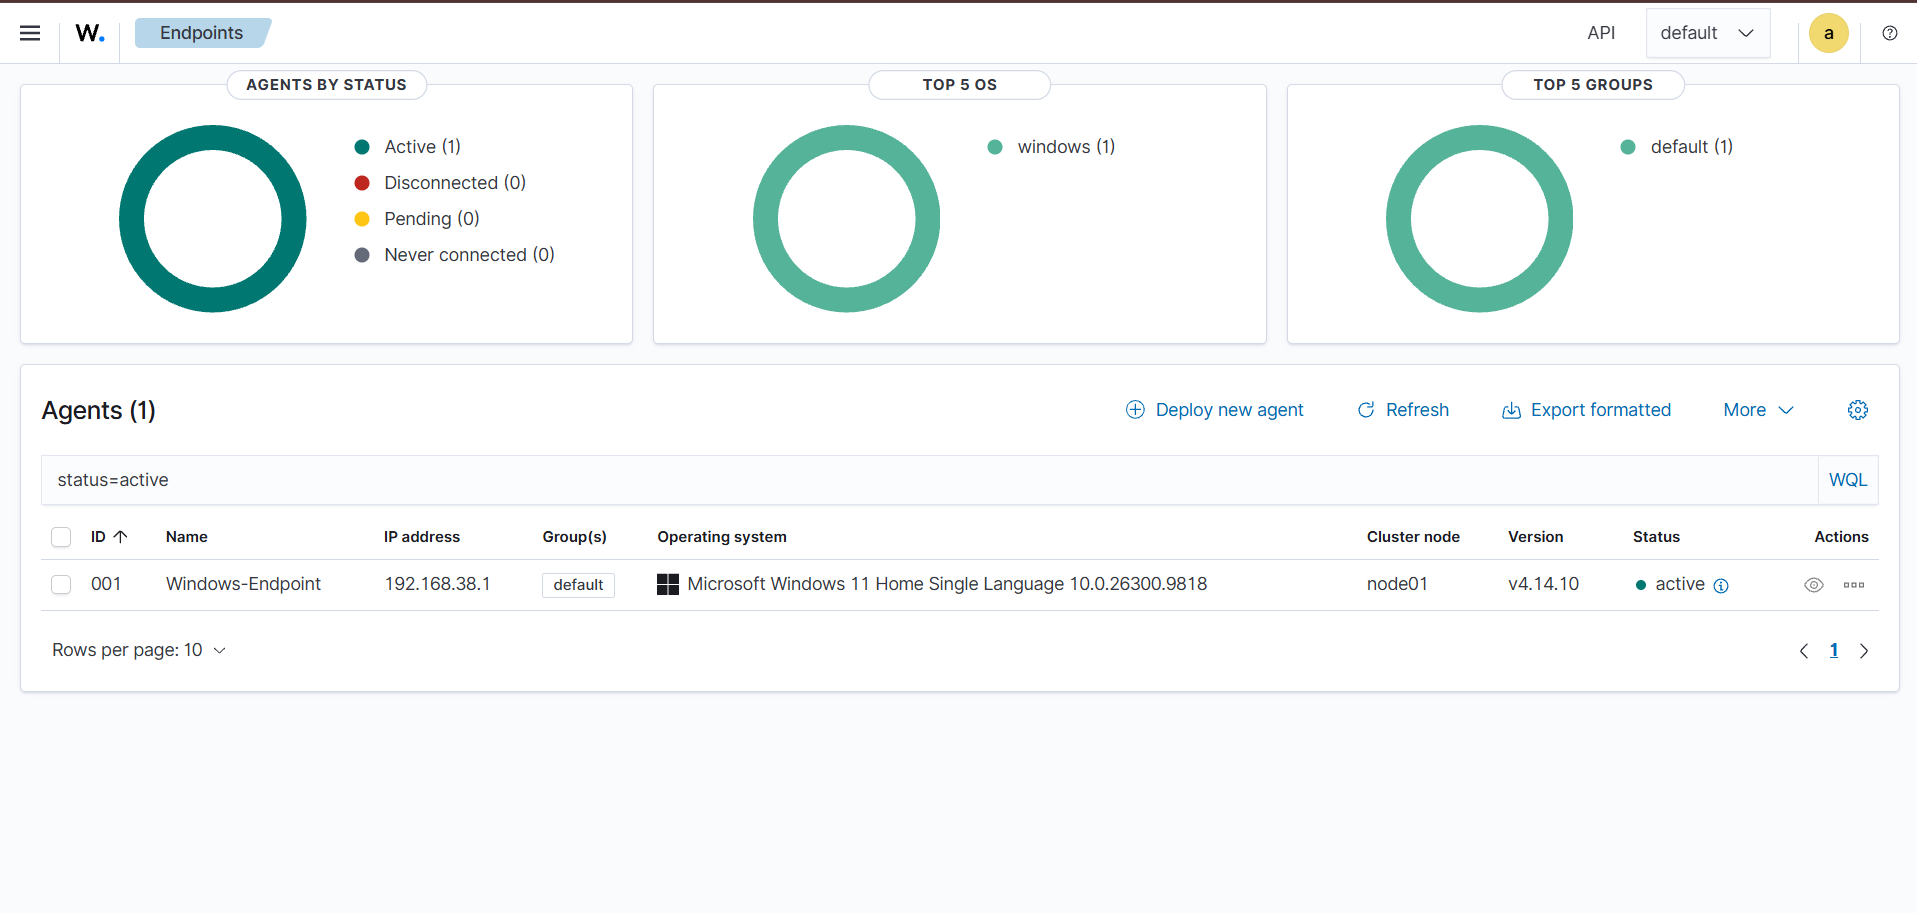 W. Endpoints API default a
AGENTS BY STATUS
Active (1)
Disconnected (0)
Pending (0)
Never connected (0)
TOP 5 OS
windows (1)
TOP 5 GROUPS
default (1)
Agents (1) Deploy new agent Refresh Export formatted More
status=active WQL
ID Name IP address Group(s) Operating system Cluster node Version Status Actions
001 Windows-Endpoint 192.168.38.1 default Microsoft Windows 11 Home Single Language 10.0.26300.9818 node01 v4.14.10 active
Rows per page: 10 1